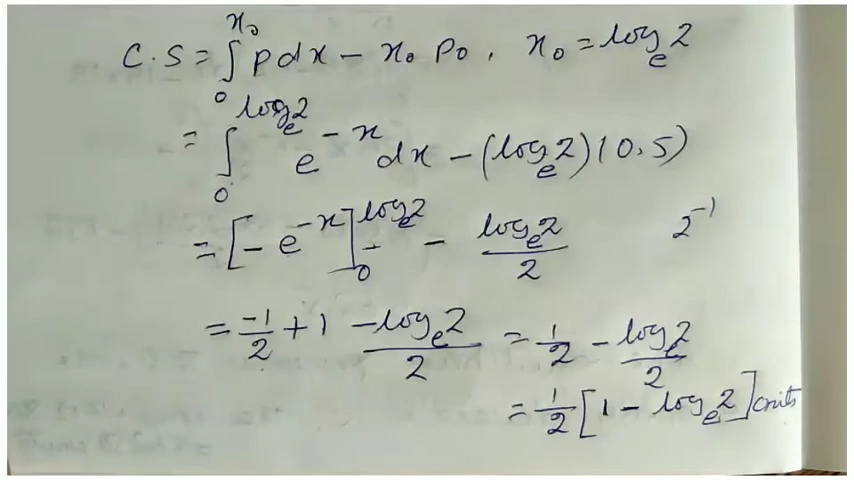 C.S = ∫₀^{x₀} p dx − x₀ p₀ , x₀ = logₑ2
= ∫₀^{logₑ2} e^{−x} dx − (logₑ2)(0.5)
= [−e^{−x}]₀^{logₑ2} − logₑ2/2 2^{−1}
= −1/2 + 1 − logₑ2/2 = 1/2 − logₑ2/2
= 1/2 [1 − logₑ2] units